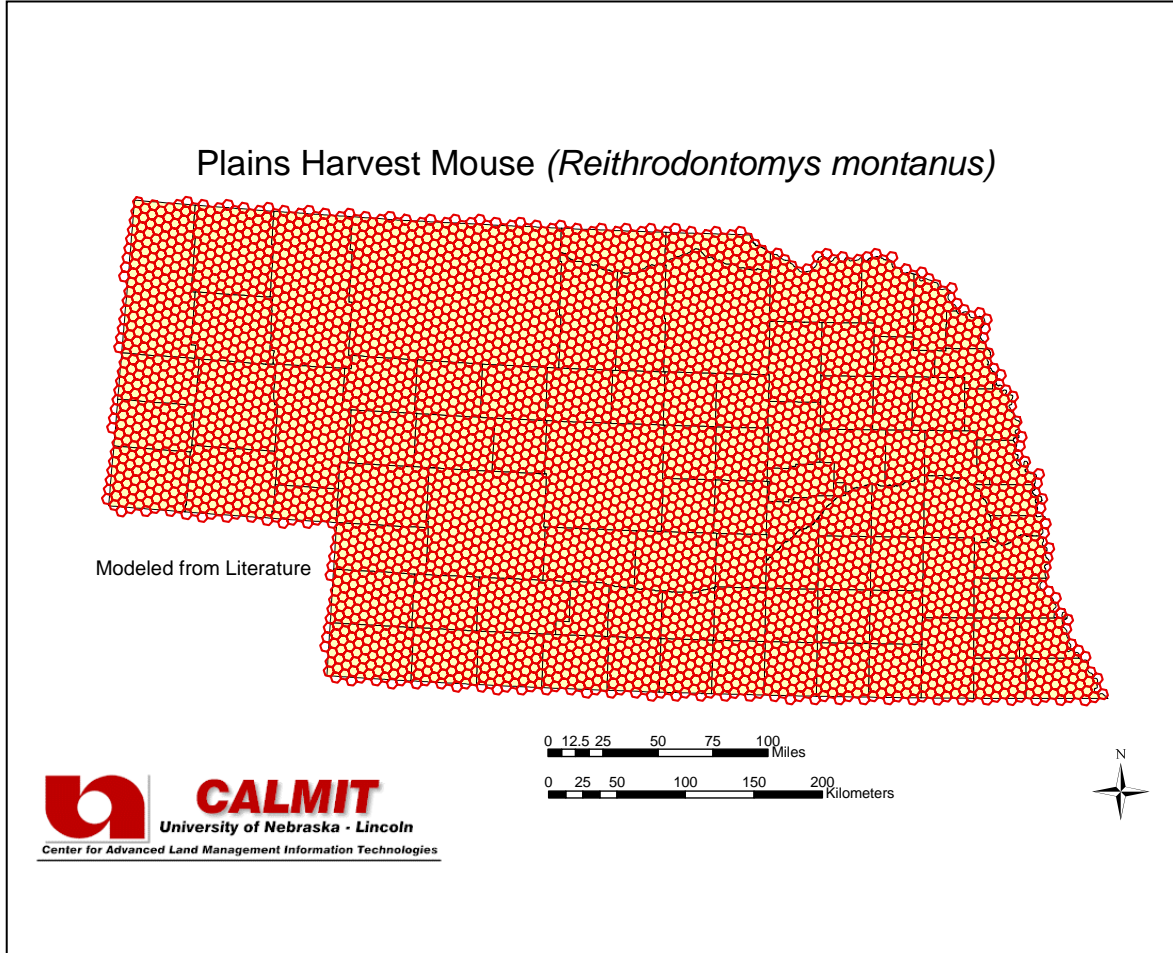 Plains Harvest Mouse (Reithrodontomys montanus)
Modeled from Literature
0 12.5 25 50 75 100
Miles
0 25 50 100 150 200
Kilometers
N
CALMIT
University of Nebraska - Lincoln
Center for Advanced Land Management Information Technologies